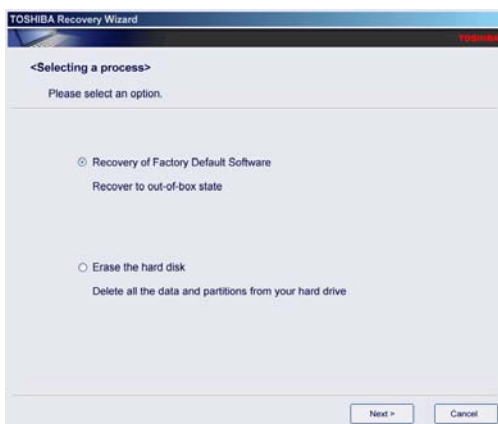 TOSHIBA Recovery Wizard
TOSHIBA
<Selecting a process>
Please select an option.
Recovery of Factory Default Software
Recover to out-of-box state
Erase the hard disk
Delete all the data and partitions from your hard drive
Next >
Cancel